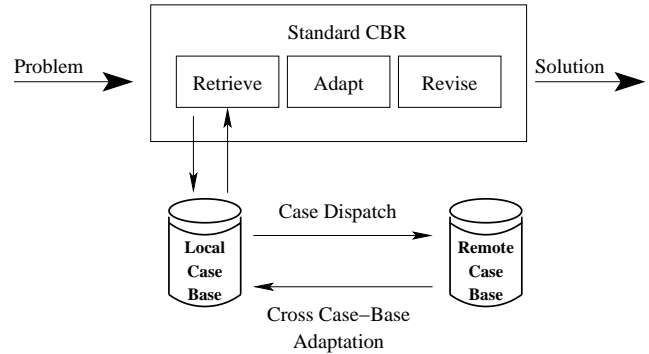 Standard CBR
Problem
Retrieve
Adapt
Revise
Solution
Local
Case
Base
Case Dispatch
Remote
Case
Base
Cross Case–Base
Adaptation